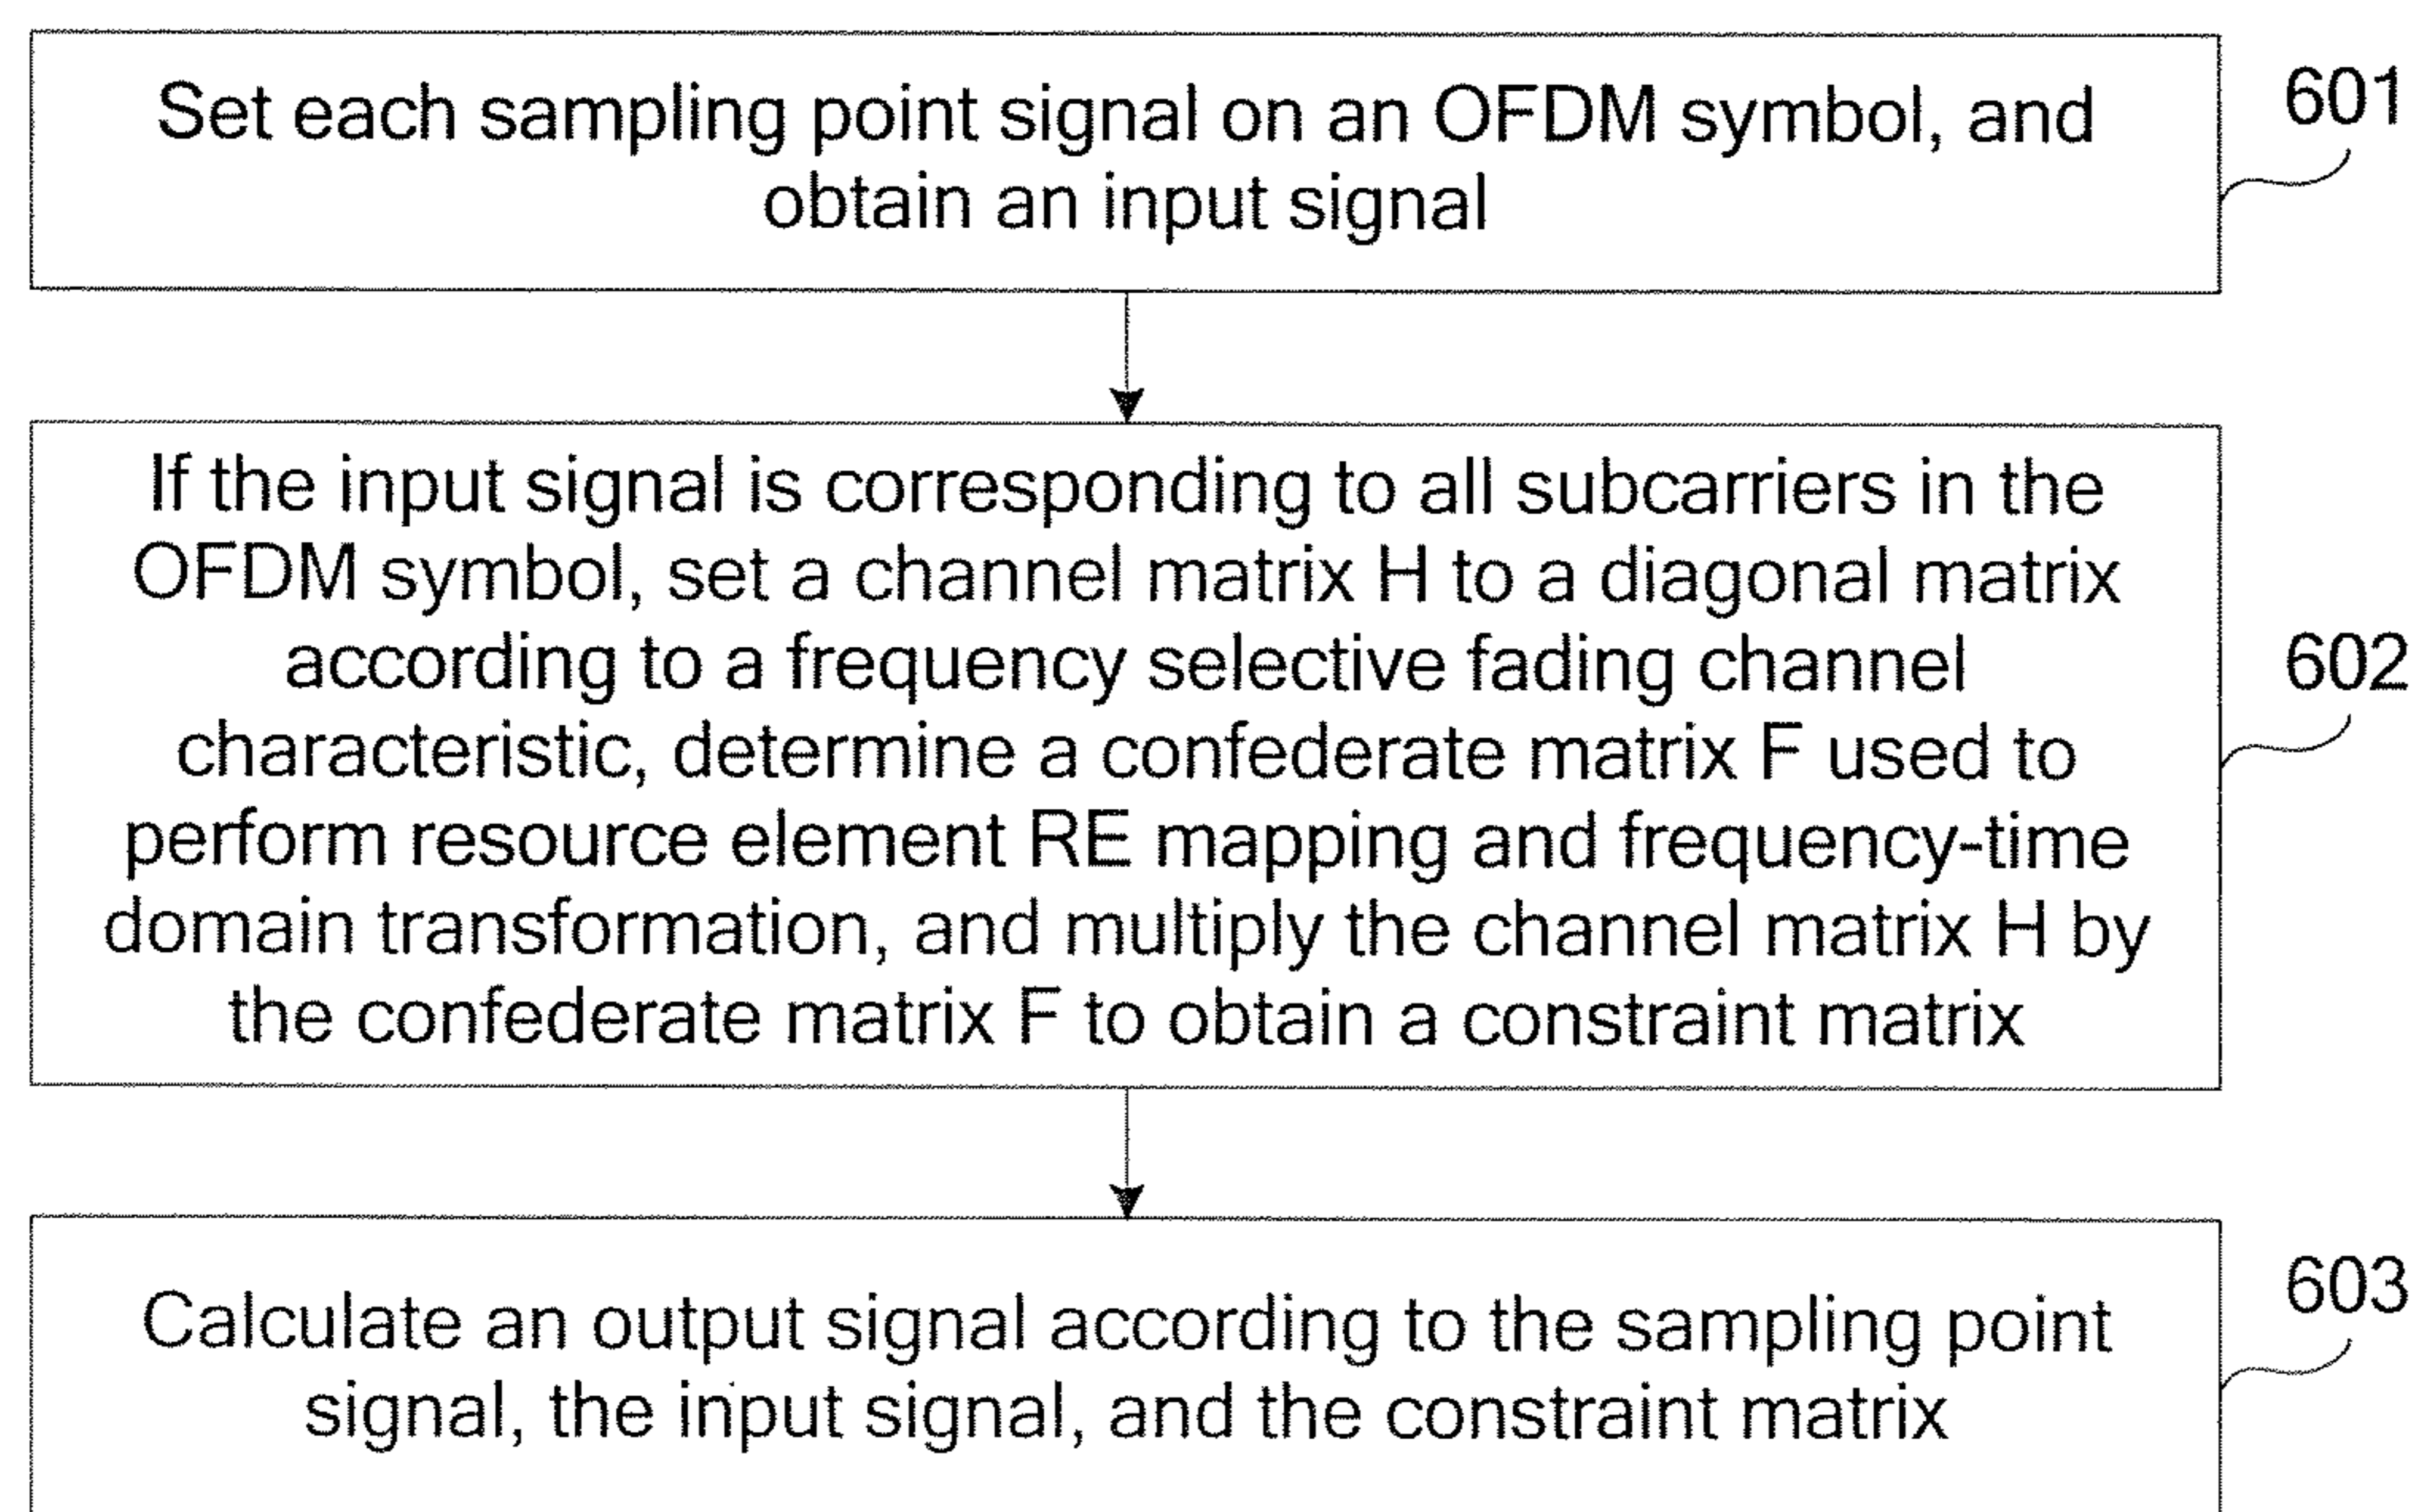 Set each sampling point signal on an OFDM symbol, and
obtain an input signal
601
If the input signal is corresponding to all subcarriers in the
OFDM symbol, set a channel matrix H to a diagonal matrix
according to a frequency selective fading channel
characteristic, determine a confederate matrix F used to
perform resource element RE mapping and frequency-time
domain transformation, and multiply the channel matrix H by
the confederate matrix F to obtain a constraint matrix
602
Calculate an output signal according to the sampling point
signal, the input signal, and the constraint matrix
603